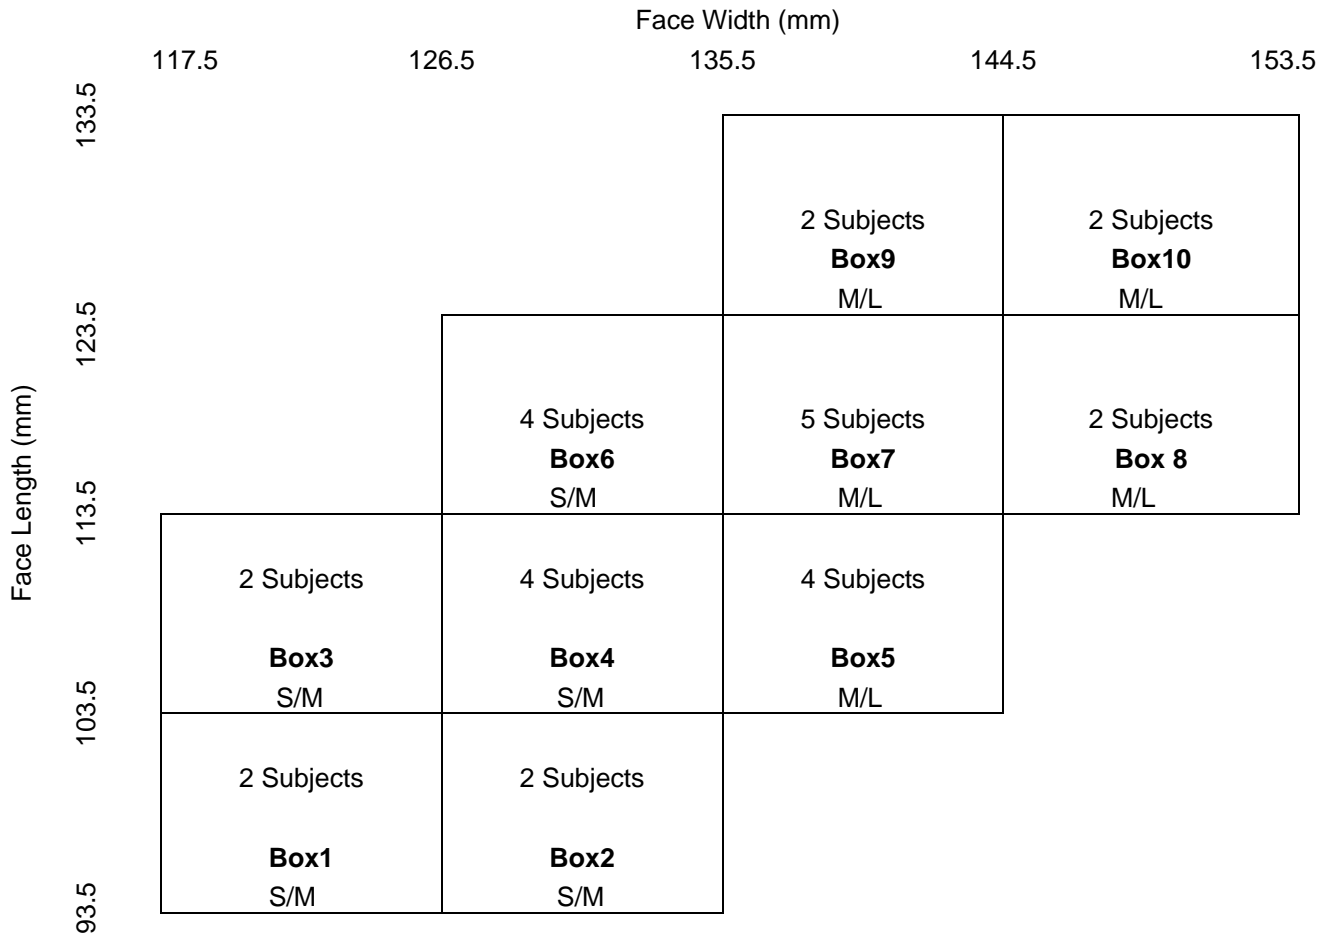 Face Width (mm)
117.5 126.5 135.5 144.5 153.5
133.5
2 Subjects 2 Subjects
Box9 Box10
M/L M/L
123.5
Face Length (mm)
4 Subjects 5 Subjects 2 Subjects
Box6 Box7 Box 8
S/M M/L M/L
113.5
2 Subjects 4 Subjects 4 Subjects
Box3 Box4 Box5
S/M S/M M/L
103.5
2 Subjects 2 Subjects
Box1 Box2
S/M S/M
93.5